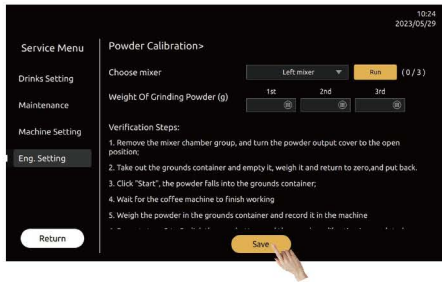 10:24
2023/05/29
Service Menu
Powder Calibration>
Drinks Setting
Choose mixer
Left mixer
Run
(0/3)
Maintenance
Weight Of Grinding Powder (g)
1st
2nd
3rd
Machine Setting
Verification Steps:
1. Remove the mixer chamber group, and turn the powder output cover to the open
position;
Eng. Setting
2. Take out the grounds container and empty it, weigh it and return to zero,and put back.
3. Click "Start", the powder falls into the grounds container;
4. Wait for the coffee machine to finish
working
5. Weigh the powder in the grounds container and record it in the machine
Return
Save